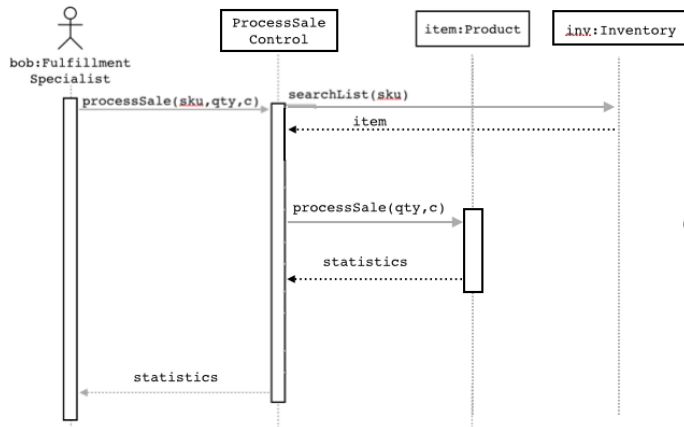 ProcessSale
Control
item:Product
inv:Inventory
bob:Fulfillment
Specialist
processSale(sku,qty,c)
searchList(sku)
item
processSale(qty,c)
statistics
statistics